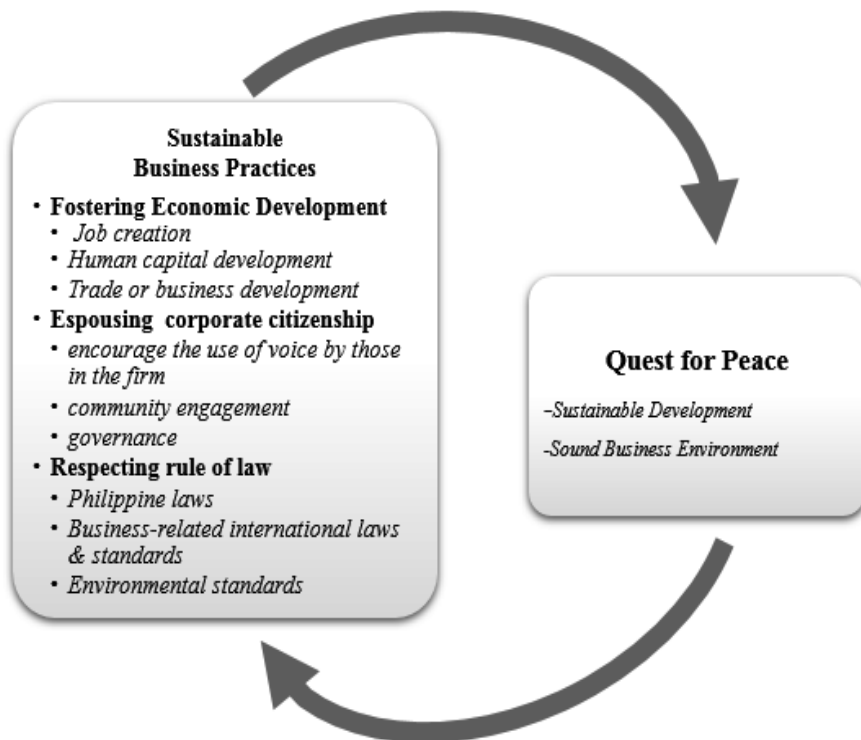 Sustainable
Business Practices
• Fostering Economic Development
• Job creation
• Human capital development
• Trade or business development
• Espousing corporate citizenship
• encourage the use of voice by those
in the firm
• community engagement
• governance
• Respecting rule of law
• Philippine laws
• Business-related international laws
& standards
• Environmental standards
Quest for Peace
-Sustainable Development
-Sound Business Environment